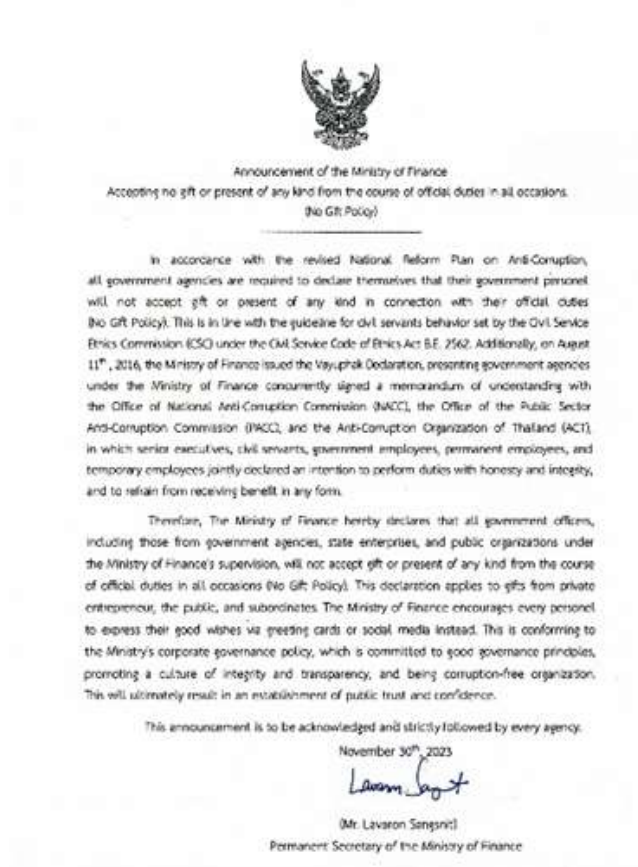 Announcement of the Ministry of Finance
Accepting no gift or present of any kind from the course of official duties in all occasions.
(No Gift Policy)
In accordance with the revised National Reform Plan on Anti-Corruption,
all government agencies are required to declare themselves that their government personel
will not accept gift or present of any kind in connection with their official duties
(No Gift Policy). This is in line with the guideline for civil servants behavior set by the Civil Service
Ethics Commission (CSC) under the Civil Service Code of Ethics Act B.E. 2562. Additionally, on August
11th, 2016, the Ministry of Finance issued the Vayuphak Declaration, presenting government agencies
under the Ministry of Finance concurrently signed a memorandum of understanding with
the Office of National Anti-Corruption Commission (NACC), the Office of the Public Sector
Anti-Corruption Commission (PACC), and the Anti-Corruption Organization of Thailand (ACT),
in which senior executives, civil servants, government employees, permanent employees, and
temporary employees jointly declared an intention to perform duties with honesty and integrity,
and to refrain from receiving benefit in any form.
Therefore, The Ministry of Finance hereby declares that all government officers,
including those from government agencies, state enterprises, and public organizations under
the Ministry of Finance's supervision, will not accept gift or present of any kind from the course
of official duties in all occasions (No Gift Policy). This declaration applies to gifts from private
entrepreneur, the public, and subordinates. The Ministry of Finance encourages every personel
to express their good wishes via greeting cards or social media instead. This is conforming to
the Ministry's corporate governance policy, which is committed to good governance principles,
promoting a culture of integrity and transparency, and being corruption-free organization.
This will ultimately result in an establishment of public trust and confidence.
This announcement is to be acknowledged and strictly followed by every agency.
November 30th, 2023
Lavaron Sangsnit
(Mr. Lavaron Sangsnit)
Permanent Secretary of the Ministry of Finance